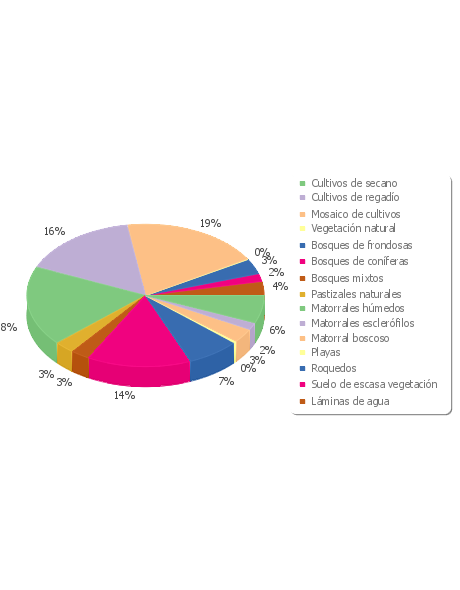 Cultivos de secano
Cultivos de regadío
Mosaico de cultivos
Vegetación natural
Bosques de frondosas
Bosques de coníferas
Bosques mixtos
Pastizales naturales
Matorrales húmedos
Matorrales esclerófilos
Matorral boscoso
Playas
Roquedos
Suelo de escasa vegetación
Láminas de agua
19%
16%
0%
3%
2%
4%
8%
6%
2%
3%
0%
7%
14%
3%
3%